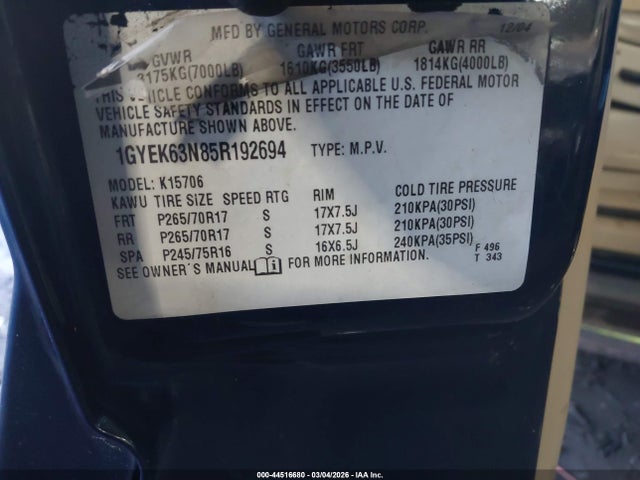 MFD BY GENERAL MOTORS CORP. 12/04
GVWR GAWR FRT GAWR RR
3175KG(7000LB) 1610KG(3550LB) 1814KG(4000LB)
THIS VEHICLE CONFORMS TO ALL APPLICABLE U.S. FEDERAL MOTOR
VEHICLE SAFETY STANDARDS IN EFFECT ON THE DATE OF
MANUFACTURE SHOWN ABOVE.
1GYEK63N85R192694 TYPE: M.P.V.
MODEL: K15706
KAWU TIRE SIZE SPEED RTG RIM COLD TIRE PRESSURE
FRT P265/70R17 S 17X7.5J 210KPA(30PSI)
RR P265/70R17 S 17X7.5J 210KPA(30PSI)
SPA P245/75R16 S 16X6.5J 240KPA(35PSI)
SEE OWNER'S MANUAL FOR MORE INFORMATION.
F 496
T 343
000-44516680 - 03/04/2026 - IAA Inc.